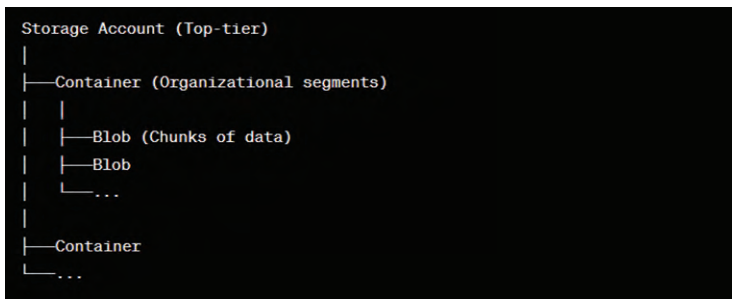 Storage Account (Top-tier)
|
├──Container (Organizational segments)
|   |
|   ├──Blob (Chunks of data)
|   ├──Blob
|   └──...
|
├──Container
└──...